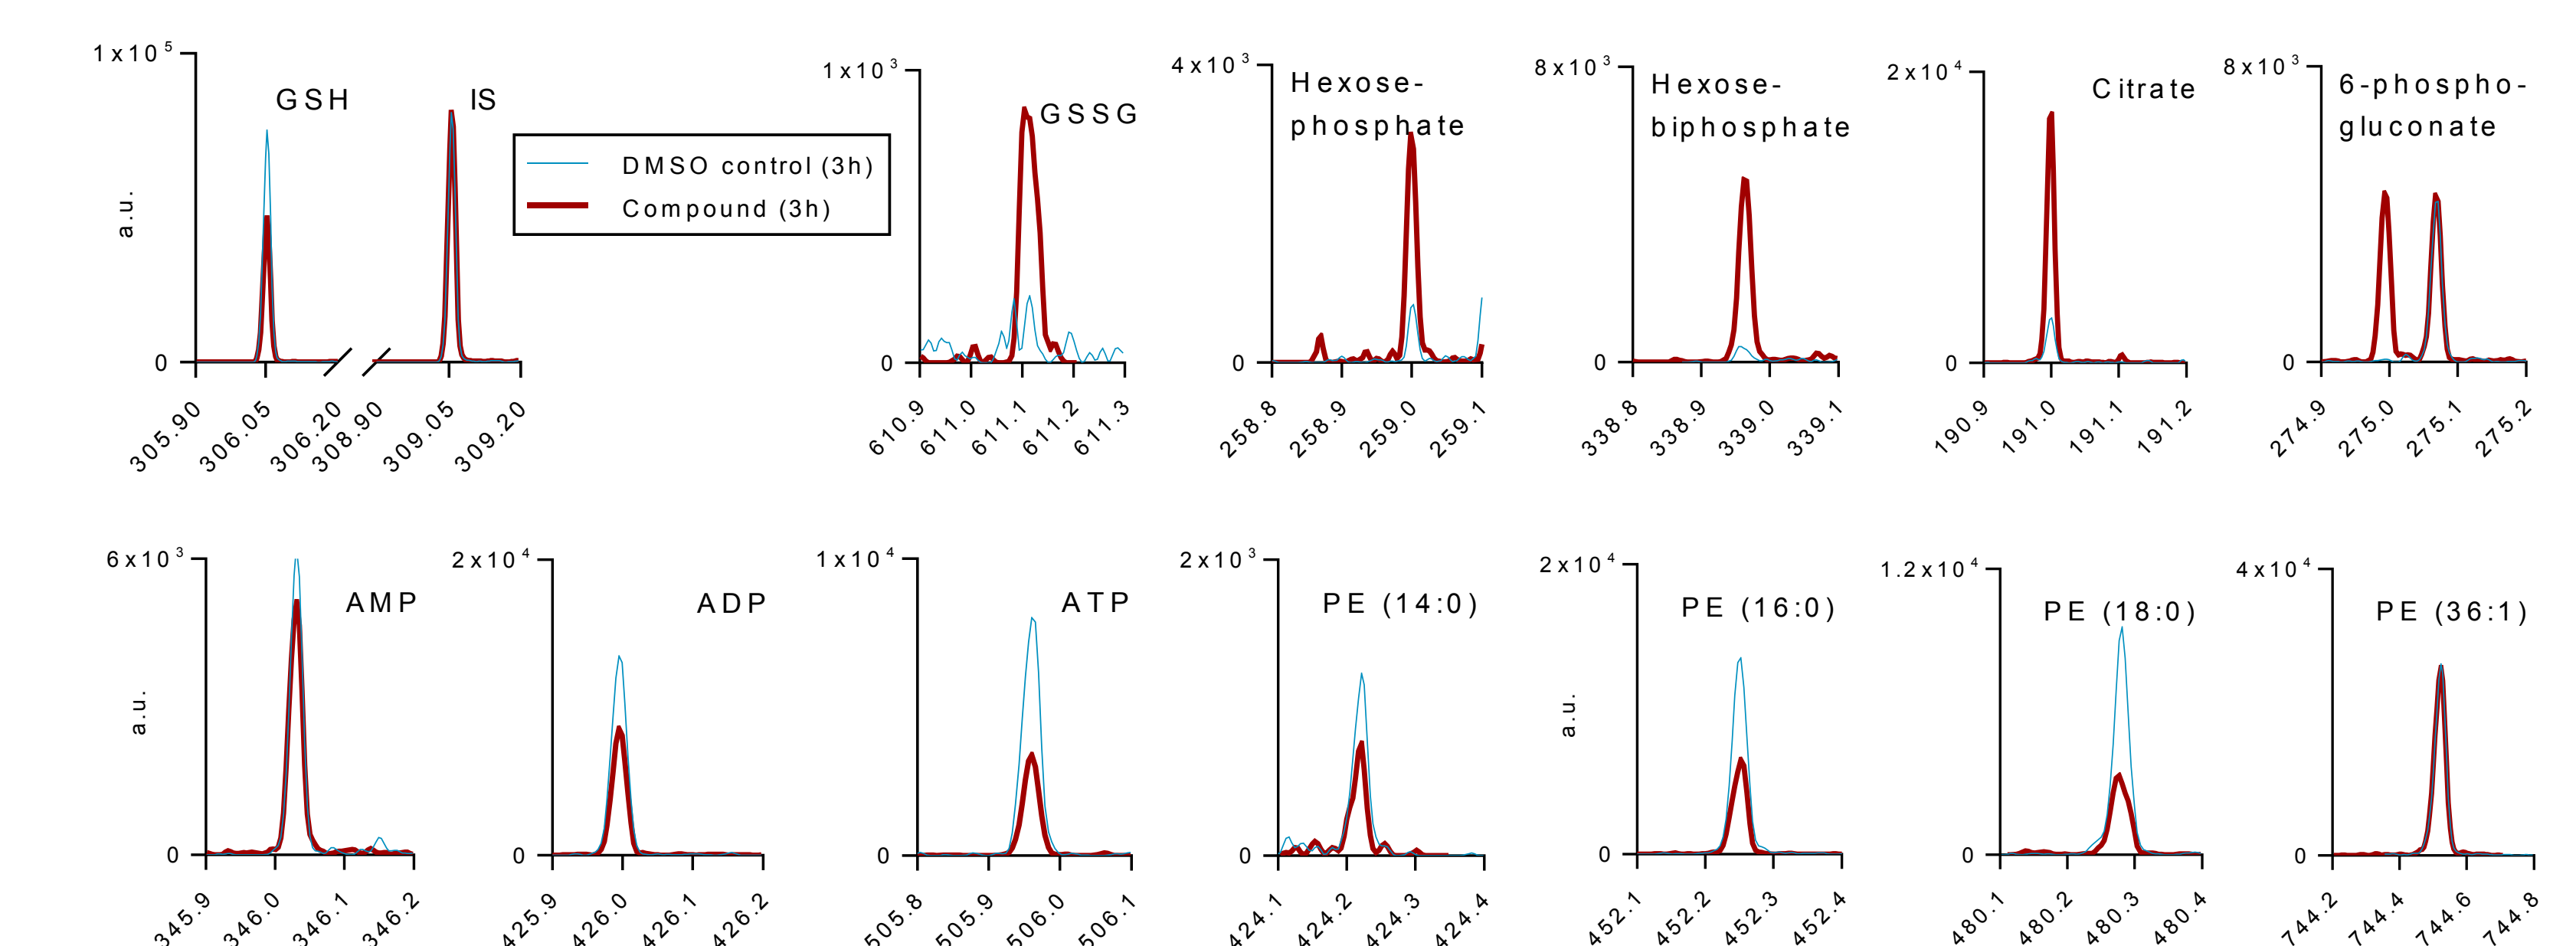 1x10⁵
GSH
IS
a.u.
0
305.90
306.05
306.20
308.90
309.05
309.20
DMSO control (3h)
Compound (3h)
1x10³
GSSG
0
610.9
611.0
611.1
611.2
611.3
4x10³
Hexose-
phosphate
0
258.8
258.9
259.0
259.1
8x10³
Hexose-
biphosphate
0
338.8
338.9
339.0
339.1
2x10⁴
Citrate
0
190.9
191.0
191.1
191.2
8x10³
6-phospho-
gluconate
0
274.9
275.0
275.1
275.2
6x10³
AMP
a.u.
0
345.9
346.0
346.1
346.2
2x10⁴
ADP
0
425.9
426.0
426.1
426.2
1x10⁴
ATP
0
505.8
505.9
506.0
506.1
2x10³
PE (14:0)
0
424.1
424.2
424.3
424.4
2x10⁴
PE (16:0)
a.u.
0
452.1
452.2
452.3
452.4
1.2x10⁴
PE (18:0)
0
480.1
480.2
480.3
480.4
4x10⁴
PE (36:1)
0
744.2
744.4
744.6
744.8